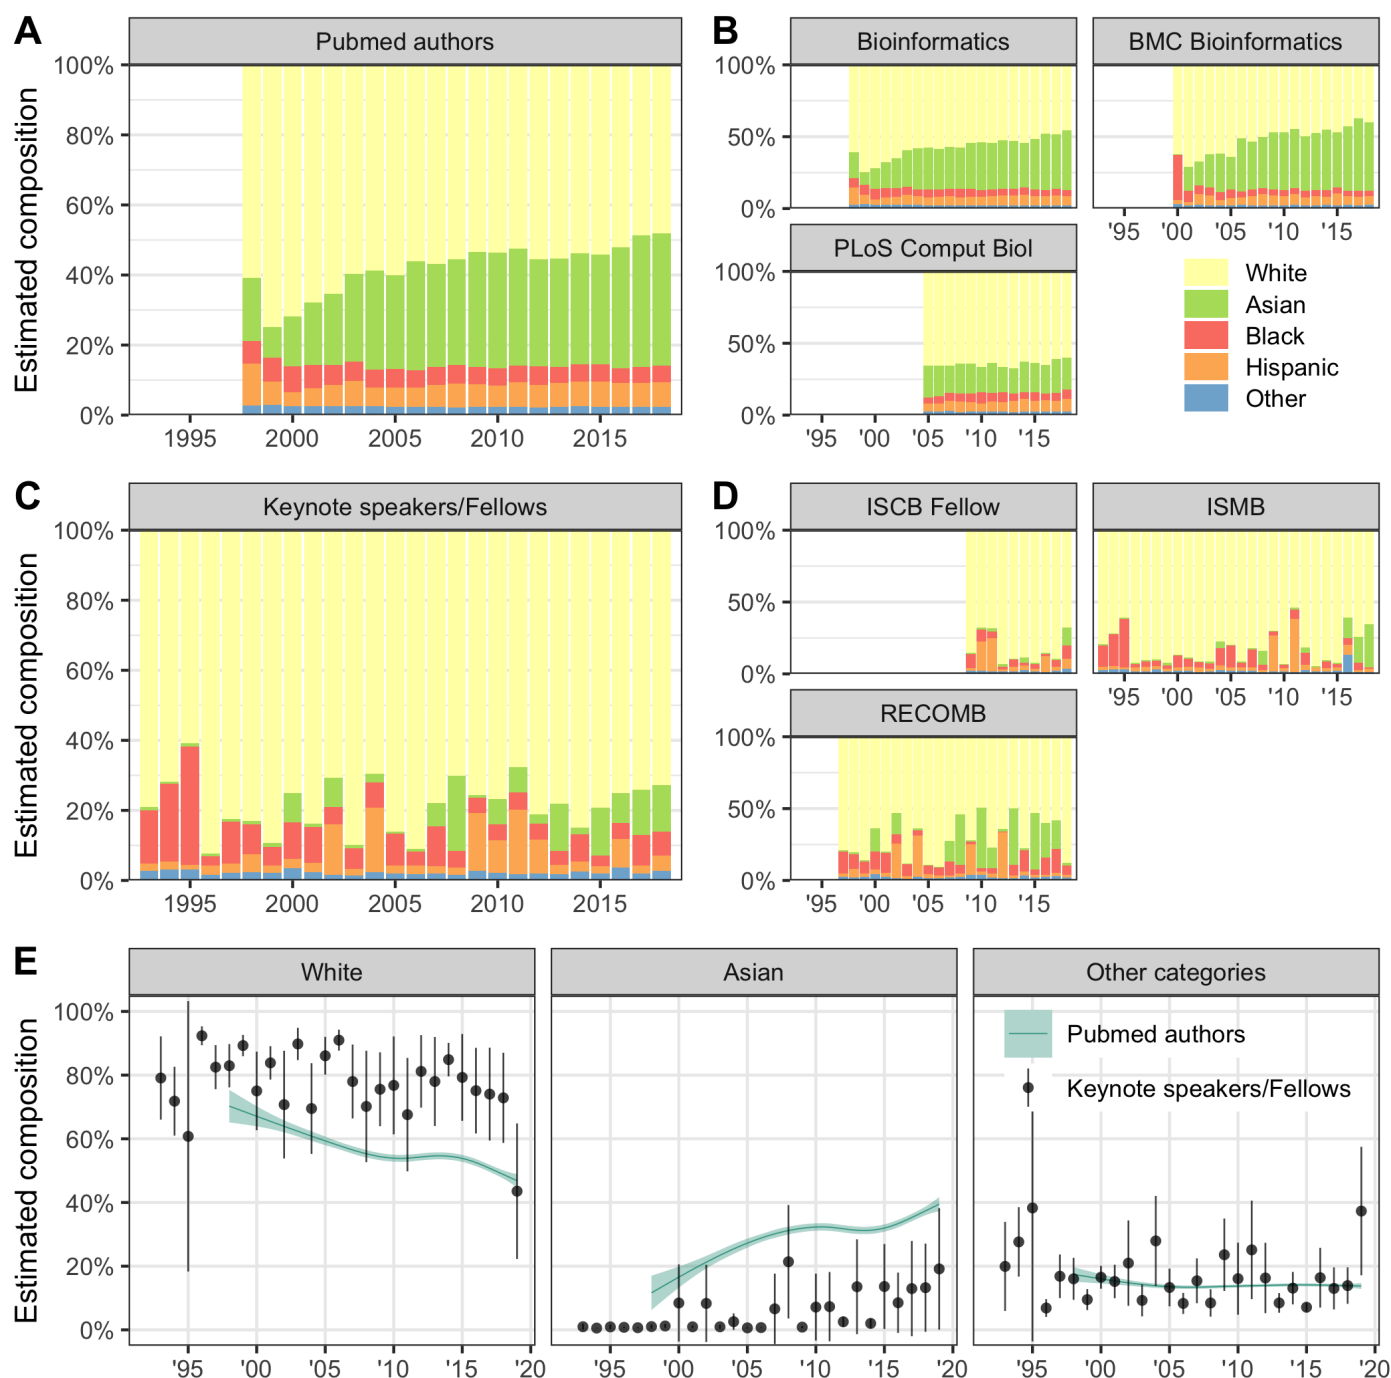 A
Pubmed authors
Estimated composition
100%
80%
60%
40%
20%
0%
1995 2000 2005 2010 2015
B
Bioinformatics
BMC Bioinformatics
100%
50%
0%
'95 '00 '05 '10 '15
PLoS Comput Biol
100%
50%
0%
'95 '00 '05 '10 '15
White
Asian
Black
Hispanic
Other
C
Keynote speakers/Fellows
Estimated composition
100%
80%
60%
40%
20%
0%
1995 2000 2005 2010 2015
D
ISCB Fellow
ISMB
100%
50%
0%
'95 '00 '05 '10 '15
RECOMB
100%
50%
0%
'95 '00 '05 '10 '15
E
White
Asian
Other categories
Estimated composition
100%
80%
60%
40%
20%
0%
Pubmed authors
Keynote speakers/Fellows
'95 '00 '05 '10 '15 '20
'95 '00 '05 '10 '15 '20
'95 '00 '05 '10 '15 '20